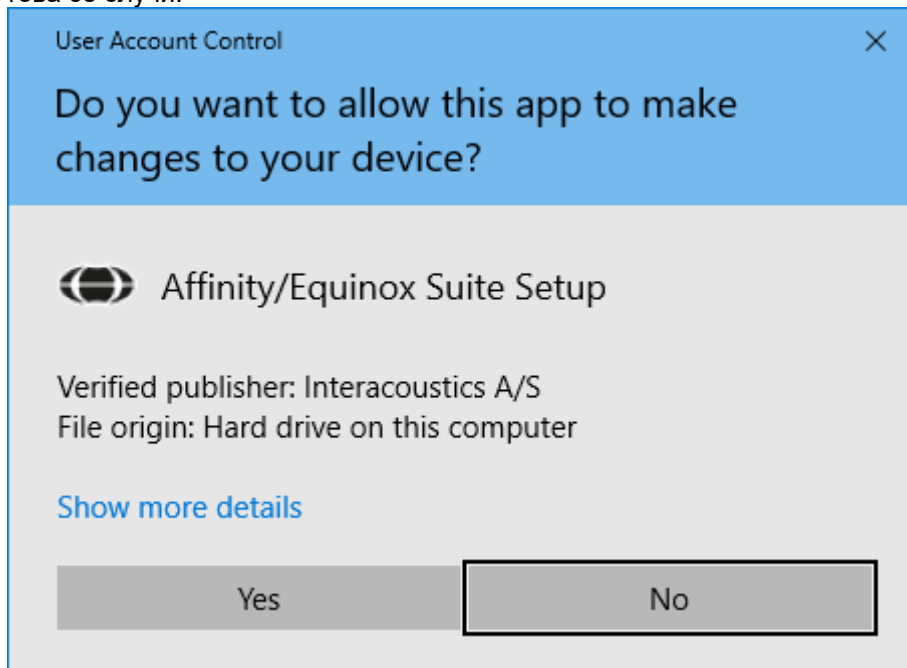 User Account Control
Do you want to allow this app to make
changes to your device?
Affinity/Equinox Suite Setup
Verified publisher: Interacoustics A/S
File origin: Hard drive on this computer
Show more details
Yes
No